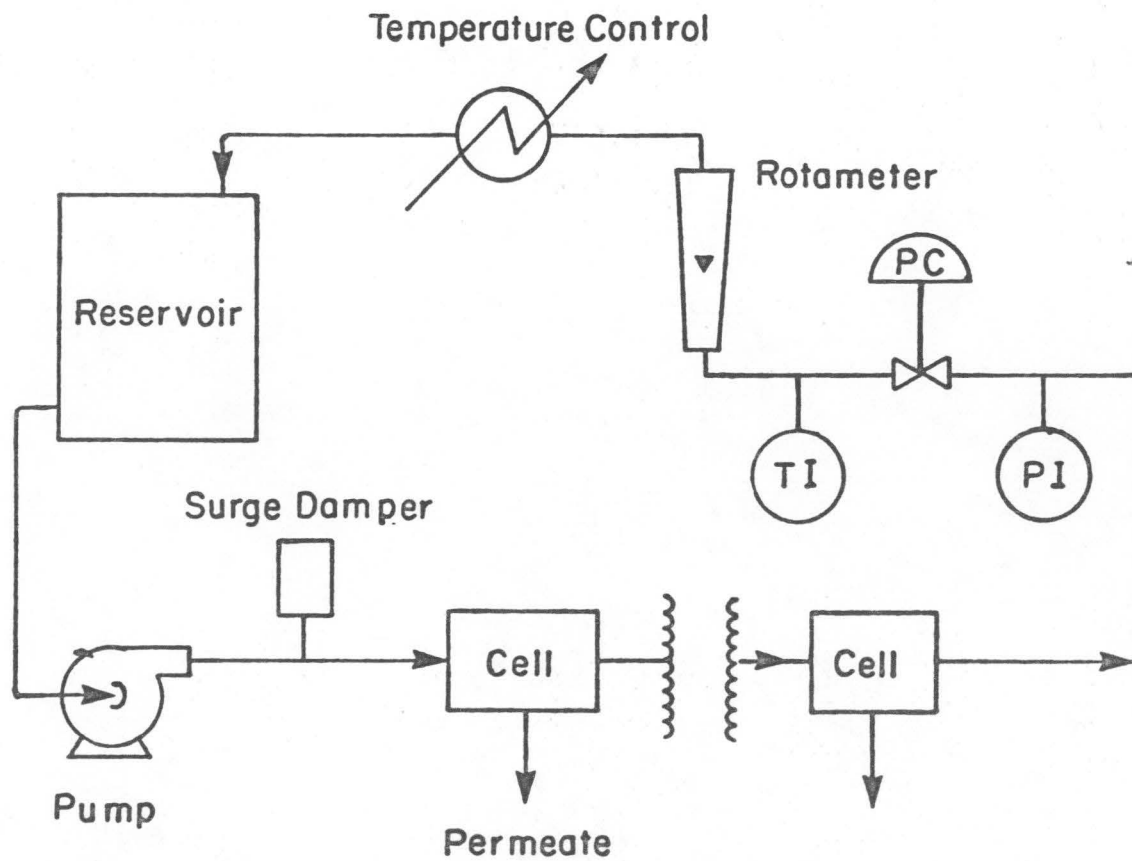 Temperature Control
Rotameter
PC
Reservoir
TI
PI
Surge Damper
Cell
Cell
Pump
Permeate